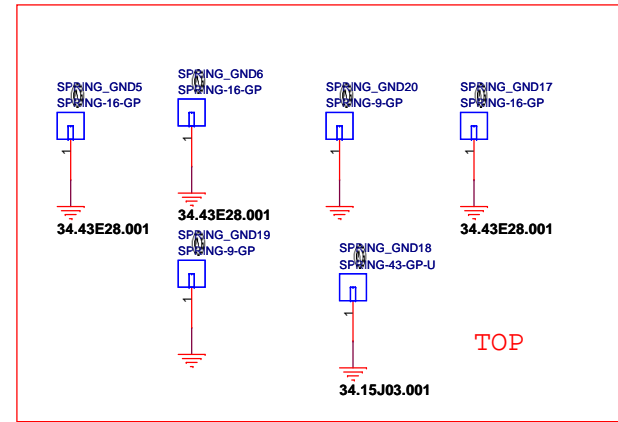 SPRING_GND5
SPRING-16-GP
1
34.43E28.001
SPRING_GND6
SPRING-16-GP
1
34.43E28.001
SPRING_GND20
SPRING-9-GP
1
SPRING_GND17
SPRING-16-GP
1
34.43E28.001
SPRING_GND19
SPRING-9-GP
1
SPRING_GND18
SPRING-43-GP-U
1
34.15J03.001
TOP